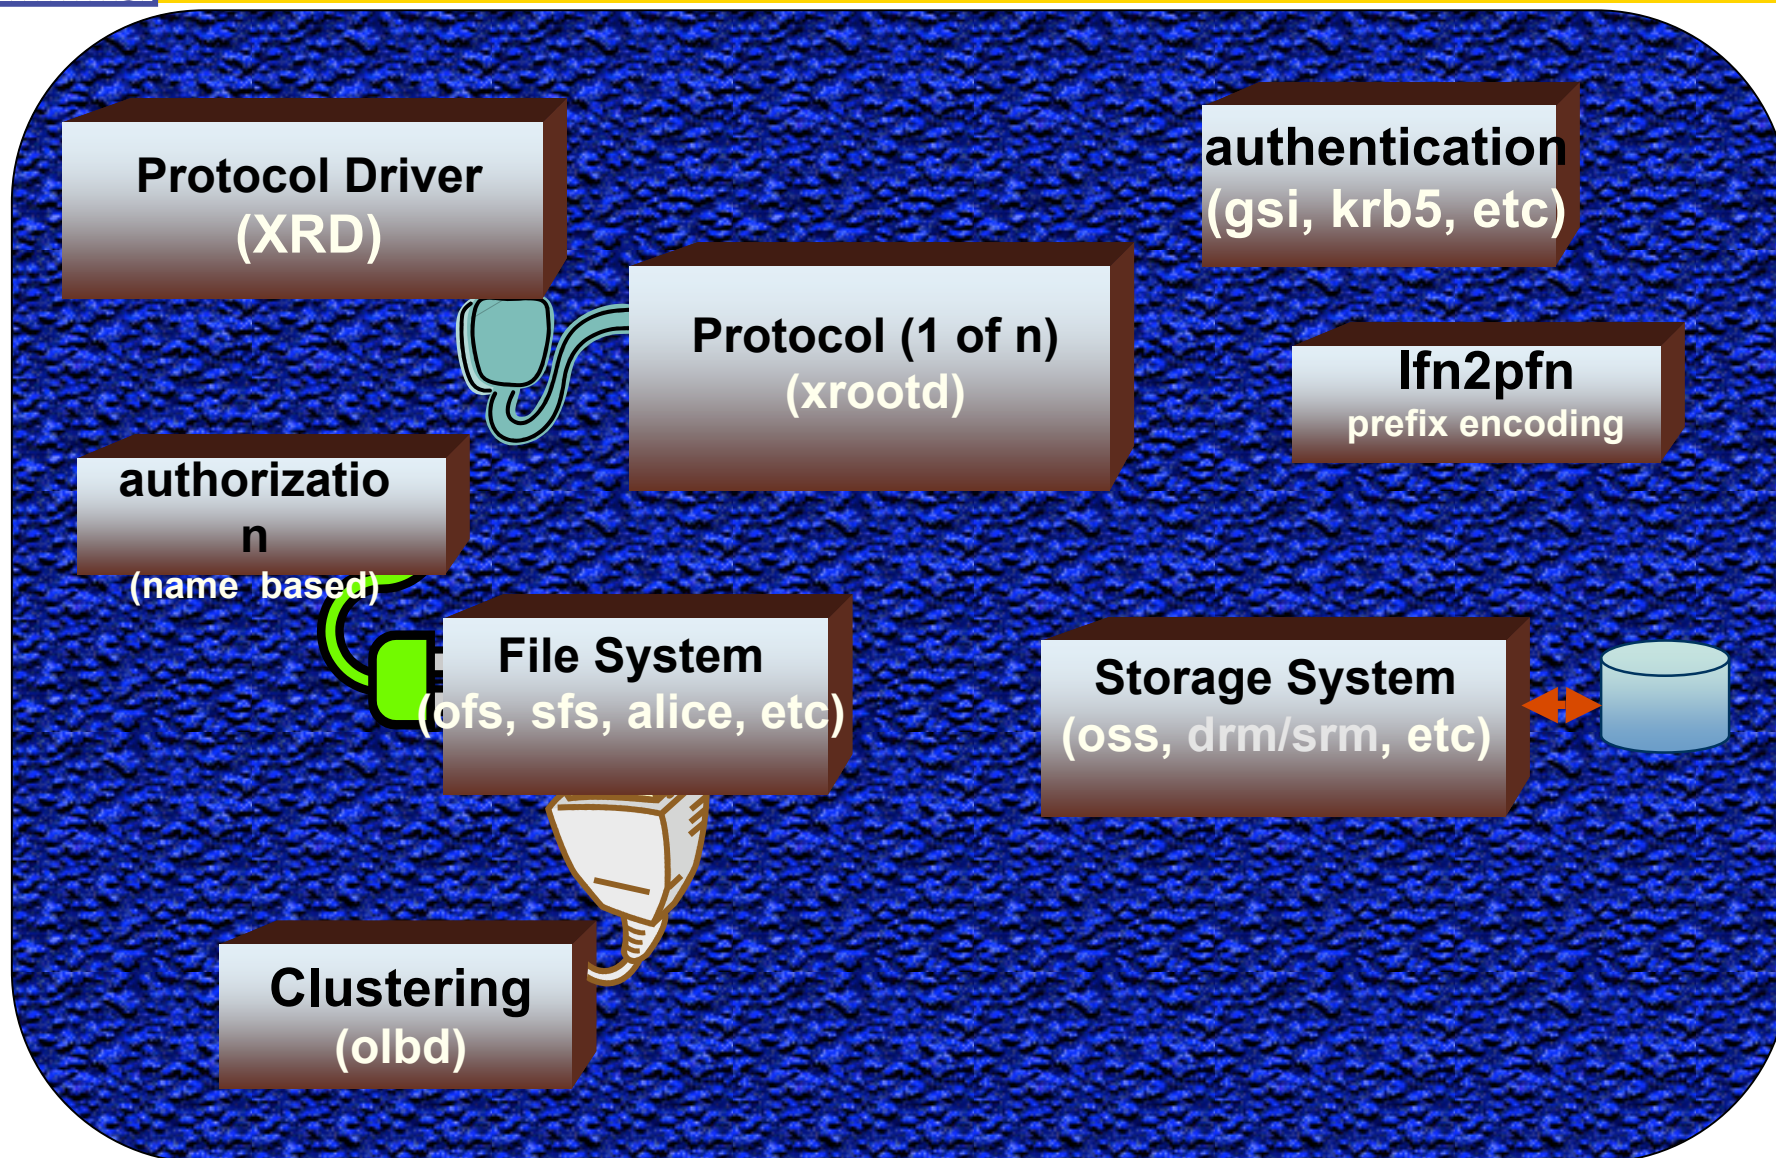 Protocol Driver
(XRD)
authentication
(gsi, krb5, etc)
Protocol (1 of n)
(xrootd)
lfn2pfn
prefix encoding
authorizatio
n
(name based)
File System
(ofs, sfs, alice, etc)
Storage System
(oss, drm/srm, etc)
Clustering
(olbd)